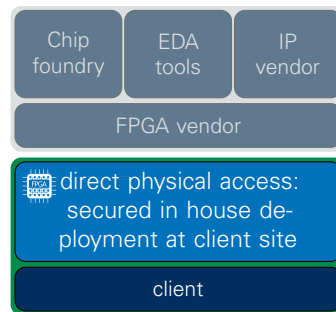 Chip
foundry
EDA
tools
IP
vendor
FPGA vendor
FPGA
direct physical access:
secured in house de-
ployment at client site
client